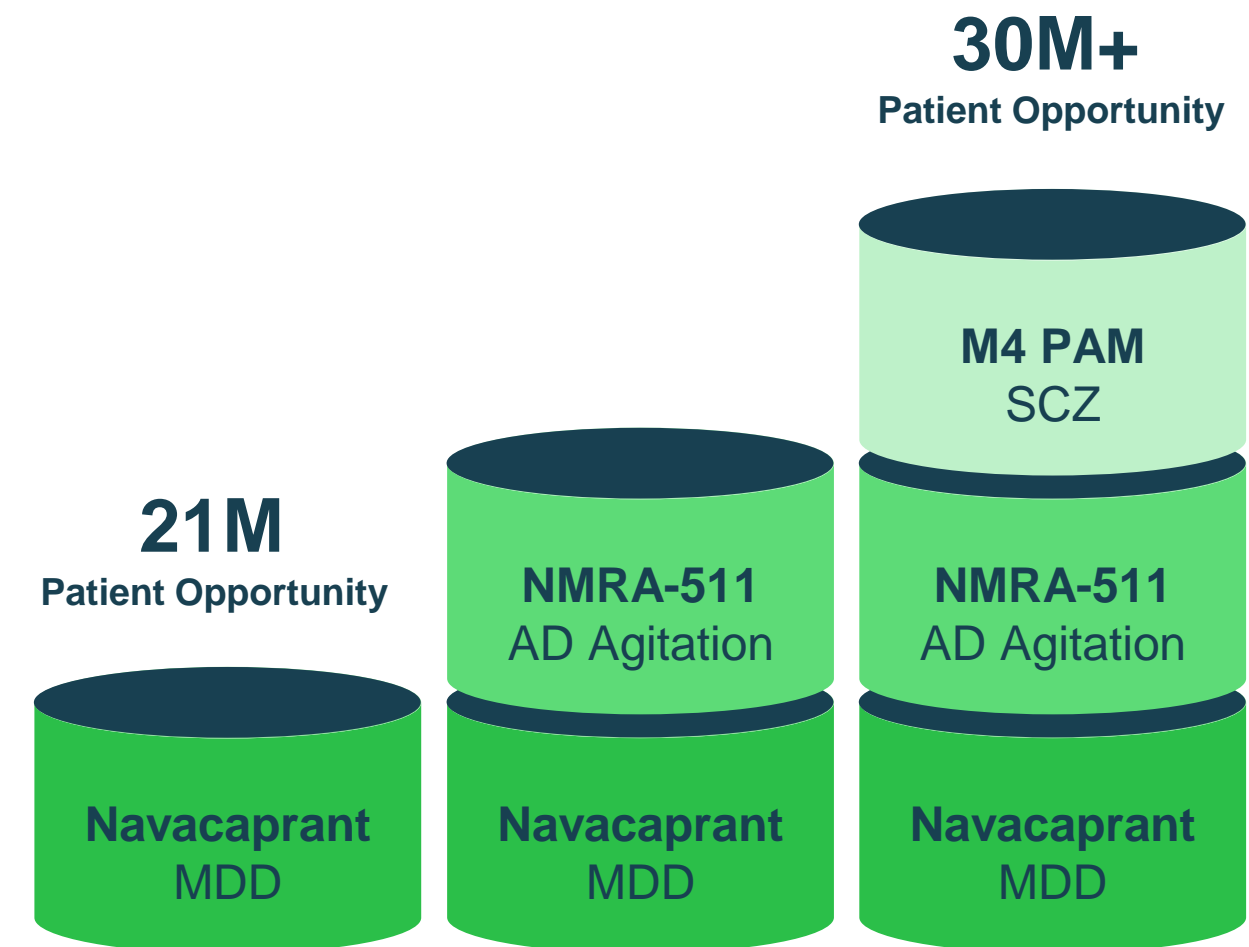 21M
Patient Opportunity
Navacaprant
MDD
NMRA-511
AD Agitation
Navacaprant
MDD
30M+
Patient Opportunity
M4 PAM
SCZ
NMRA-511
AD Agitation
Navacaprant
MDD